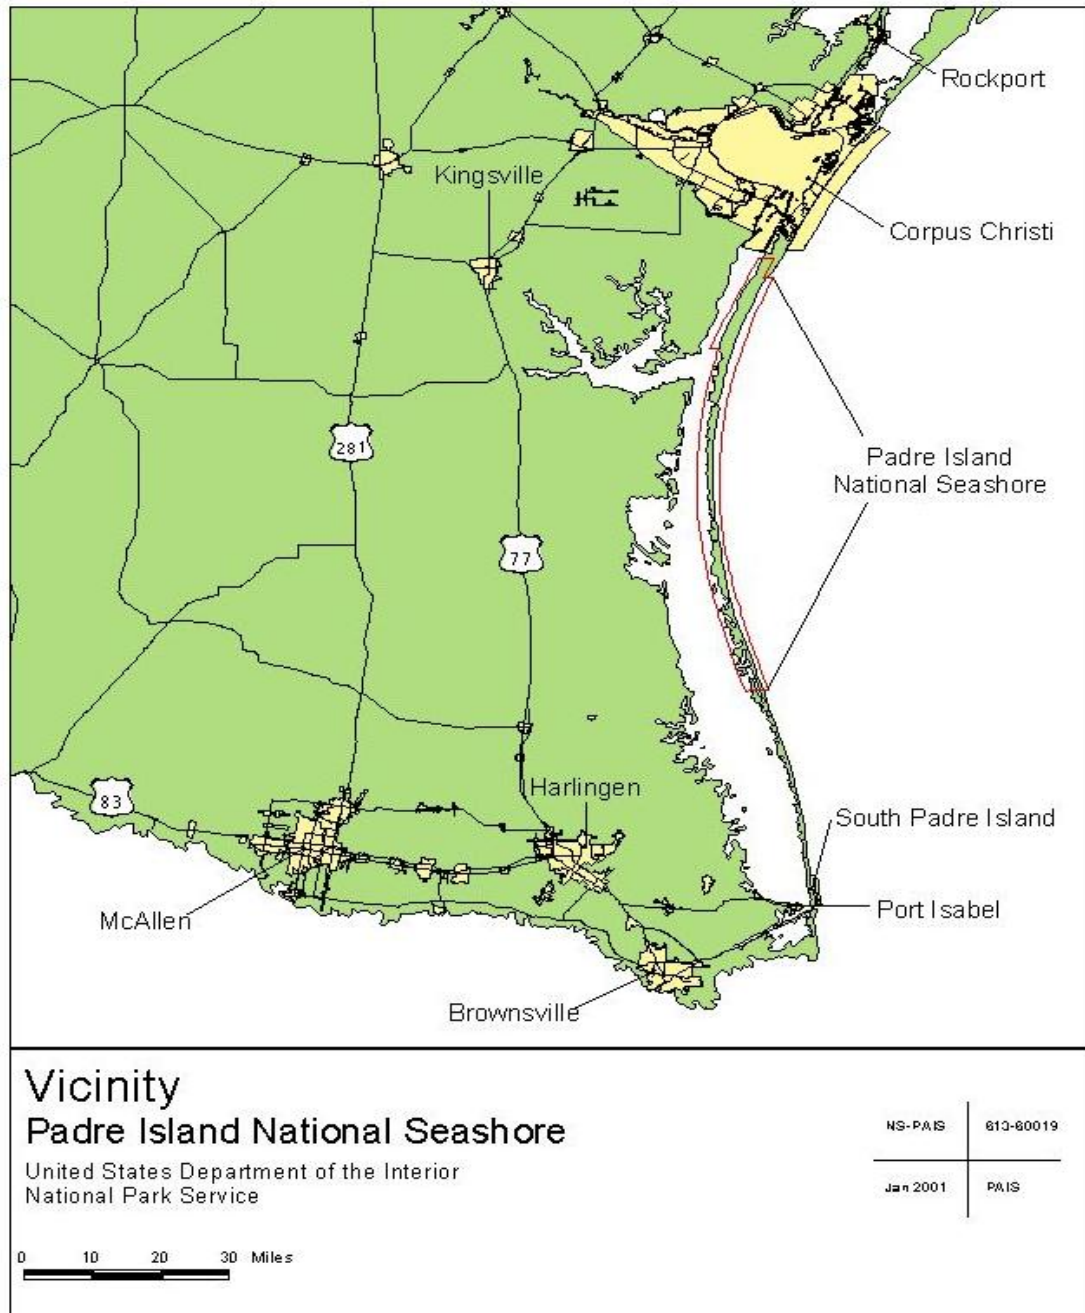 Rockport
Kingsville
Corpus Christi
281
Padre Island
National Seashore
77
83
Harlingen
South Padre Island
McAllen
Port Isabel
Brownsville
Vicinity
Padre Island National Seashore
United States Department of the Interior
National Park Service
NS-PAIS 613-60019
Jan 2001 PAIS
0 10 20 30 Miles